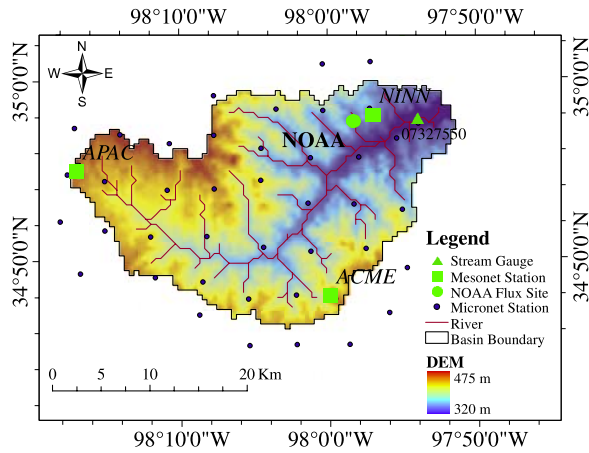 98°10'0"W 98°0'0"W 97°50'0"W
35°0'0"N
34°50'0"N
N
W E
S
NINN
NOAA
07327550
APAC
ACME
Legend
Stream Gauge
Mesonet Station
NOAA Flux Site
Micronet Station
River
Basin Boundary
DEM
475 m
320 m
0 5 10 20 Km
35°0'0"N
34°50'0"N
98°10'0"W 98°0'0"W 97°50'0"W